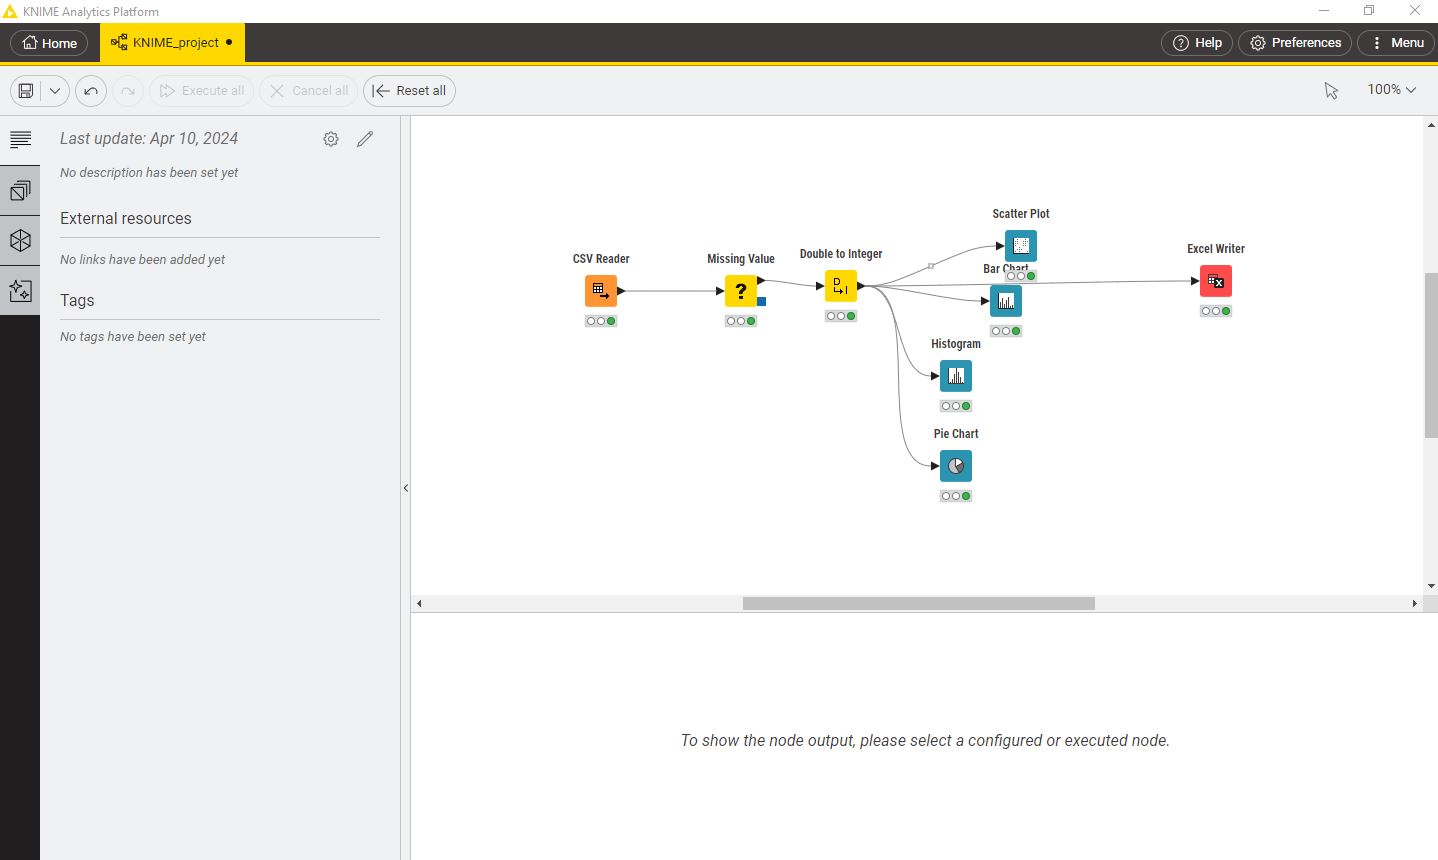 KNIME Analytics Platform
Home
KNIME_project
Help
Preferences
Menu
Execute all
Cancel all
Reset all
100%
Last update: Apr 10, 2024
No description has been set yet
External resources
No links have been added yet
Tags
No tags have been set yet
Scatter Plot
CSV Reader
Missing Value
Double to Integer
Bar Chart
Excel Writer
?
D
I
X
Histogram
Pie Chart
To show the node output, please select a configured or executed node.